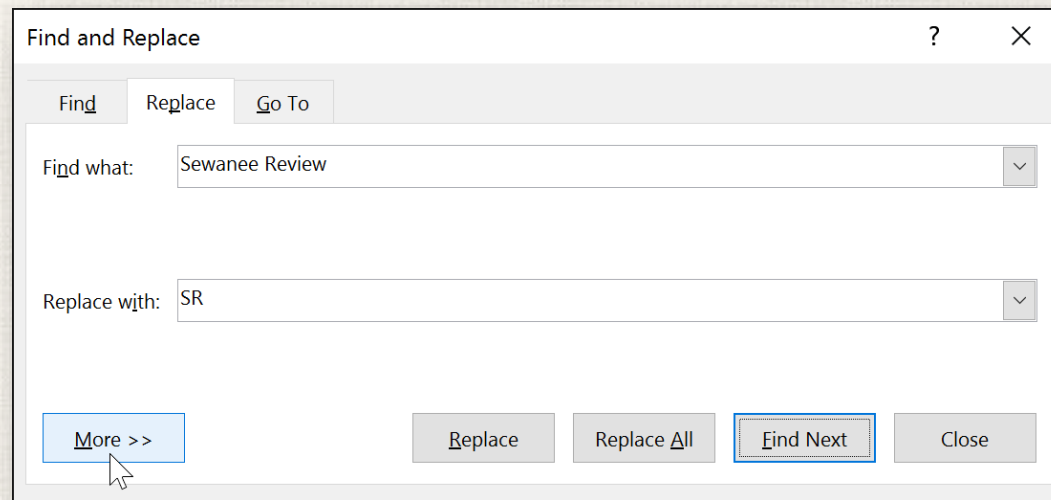 Find and Replace ?
Find Replace Go To
Find what: Sewanee Review
Replace with: SR
More >> Replace Replace All Find Next Close